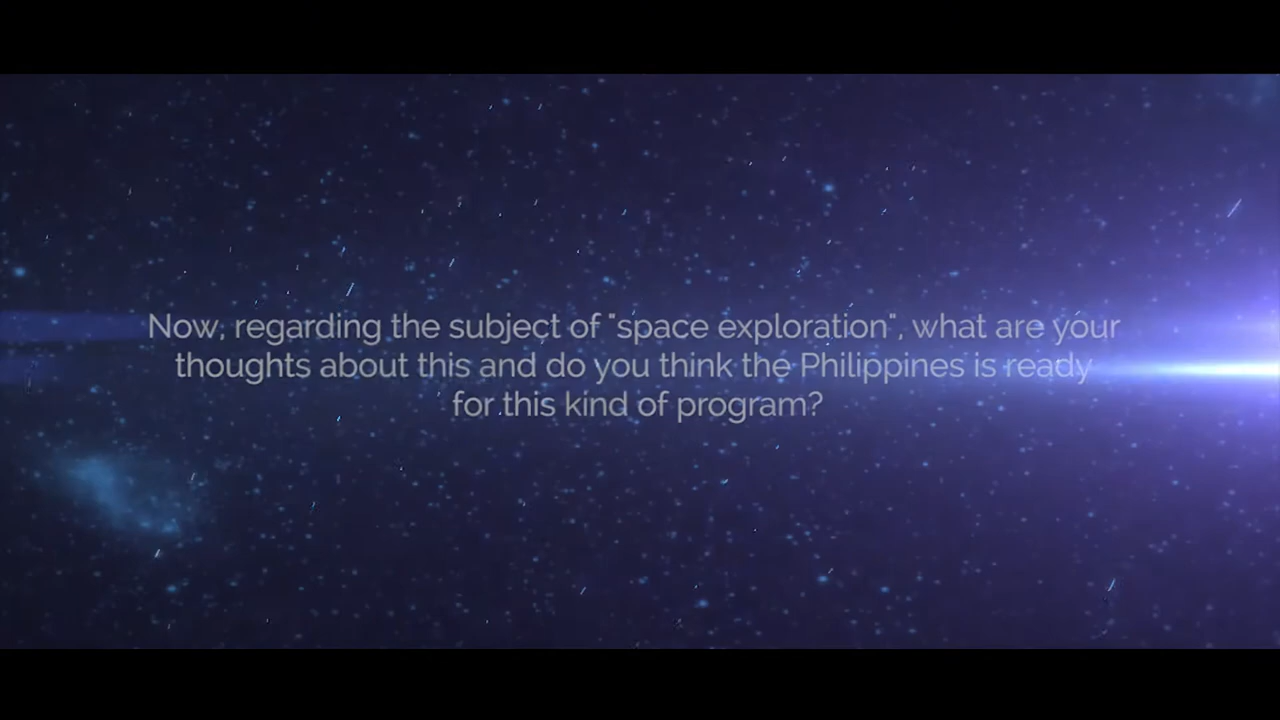 Now, regarding the subject of "space exploration", what are your
thoughts about this and do you think the Philippines is ready
for this kind of program?